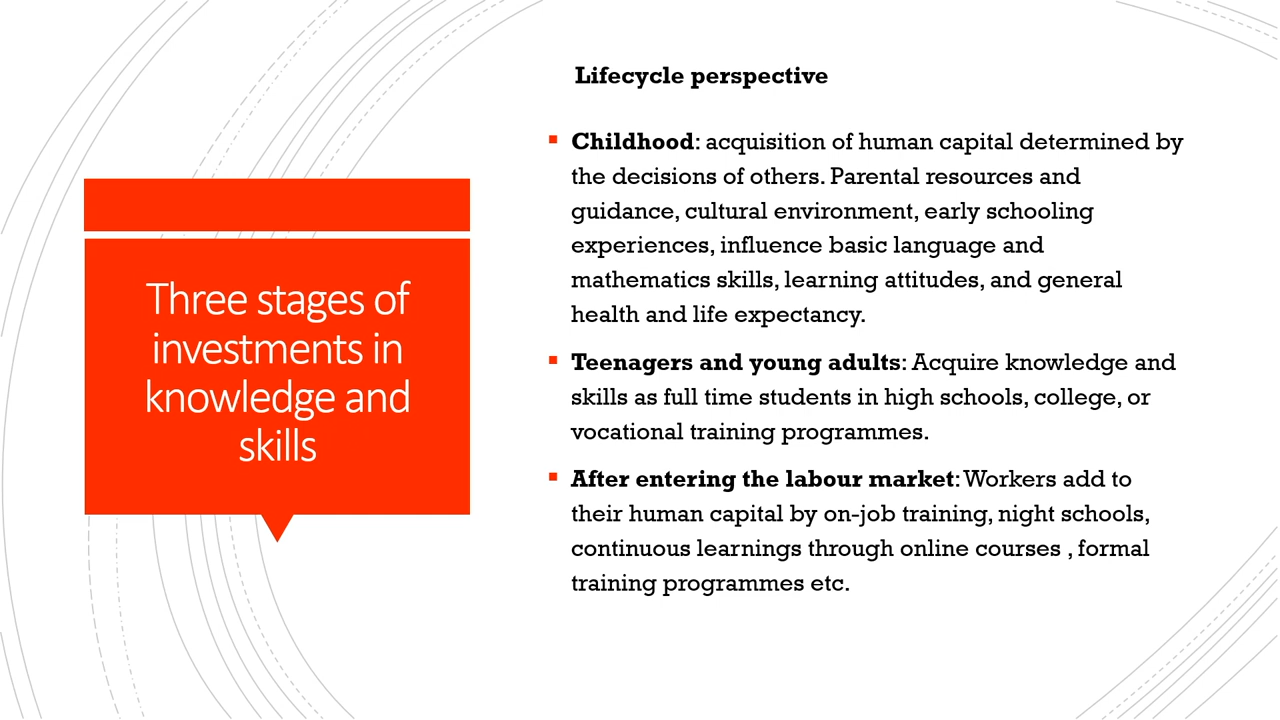 Three stages of
investments in
knowledge and
skills
Lifecycle perspective
Childhood: acquisition of human capital determined by
the decisions of others. Parental resources and
guidance, cultural environment, early schooling
experiences, influence basic language and
mathematics skills, learning attitudes, and general
health and life expectancy.
Teenagers and young adults: Acquire knowledge and
skills as full time students in high schools, college, or
vocational training programmes.
After entering the labour market: Workers add to
their human capital by on-job training, night schools,
continuous learnings through online courses , formal
training programmes etc.